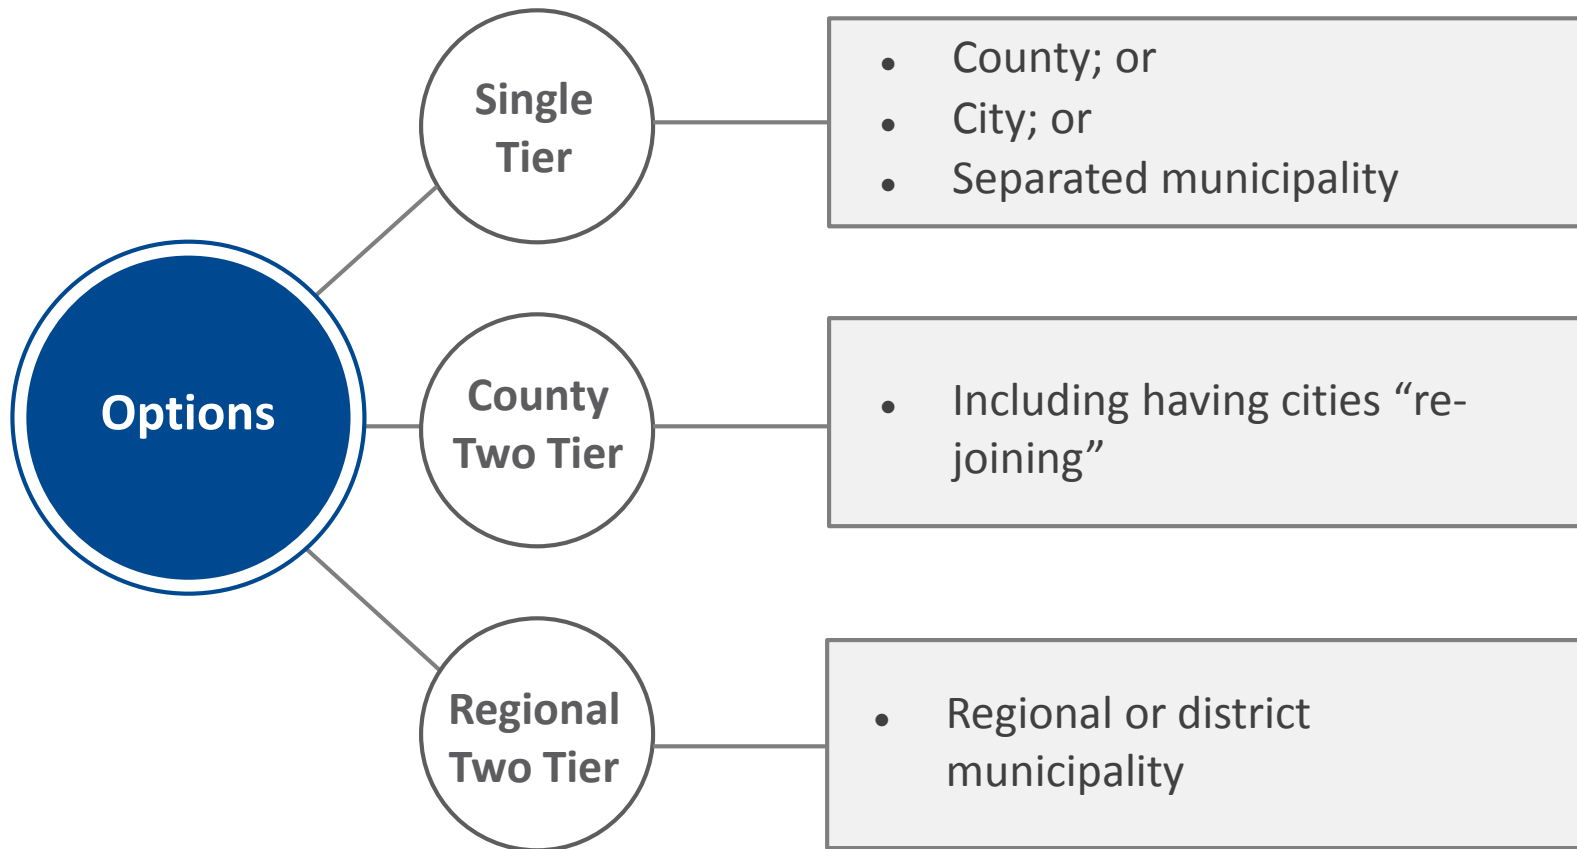 Options
Single
Tier
• County; or
• City; or
• Separated municipality
County
Two Tier
• Including having cities “re-
joining”
Regional
Two Tier
• Regional or district
municipality